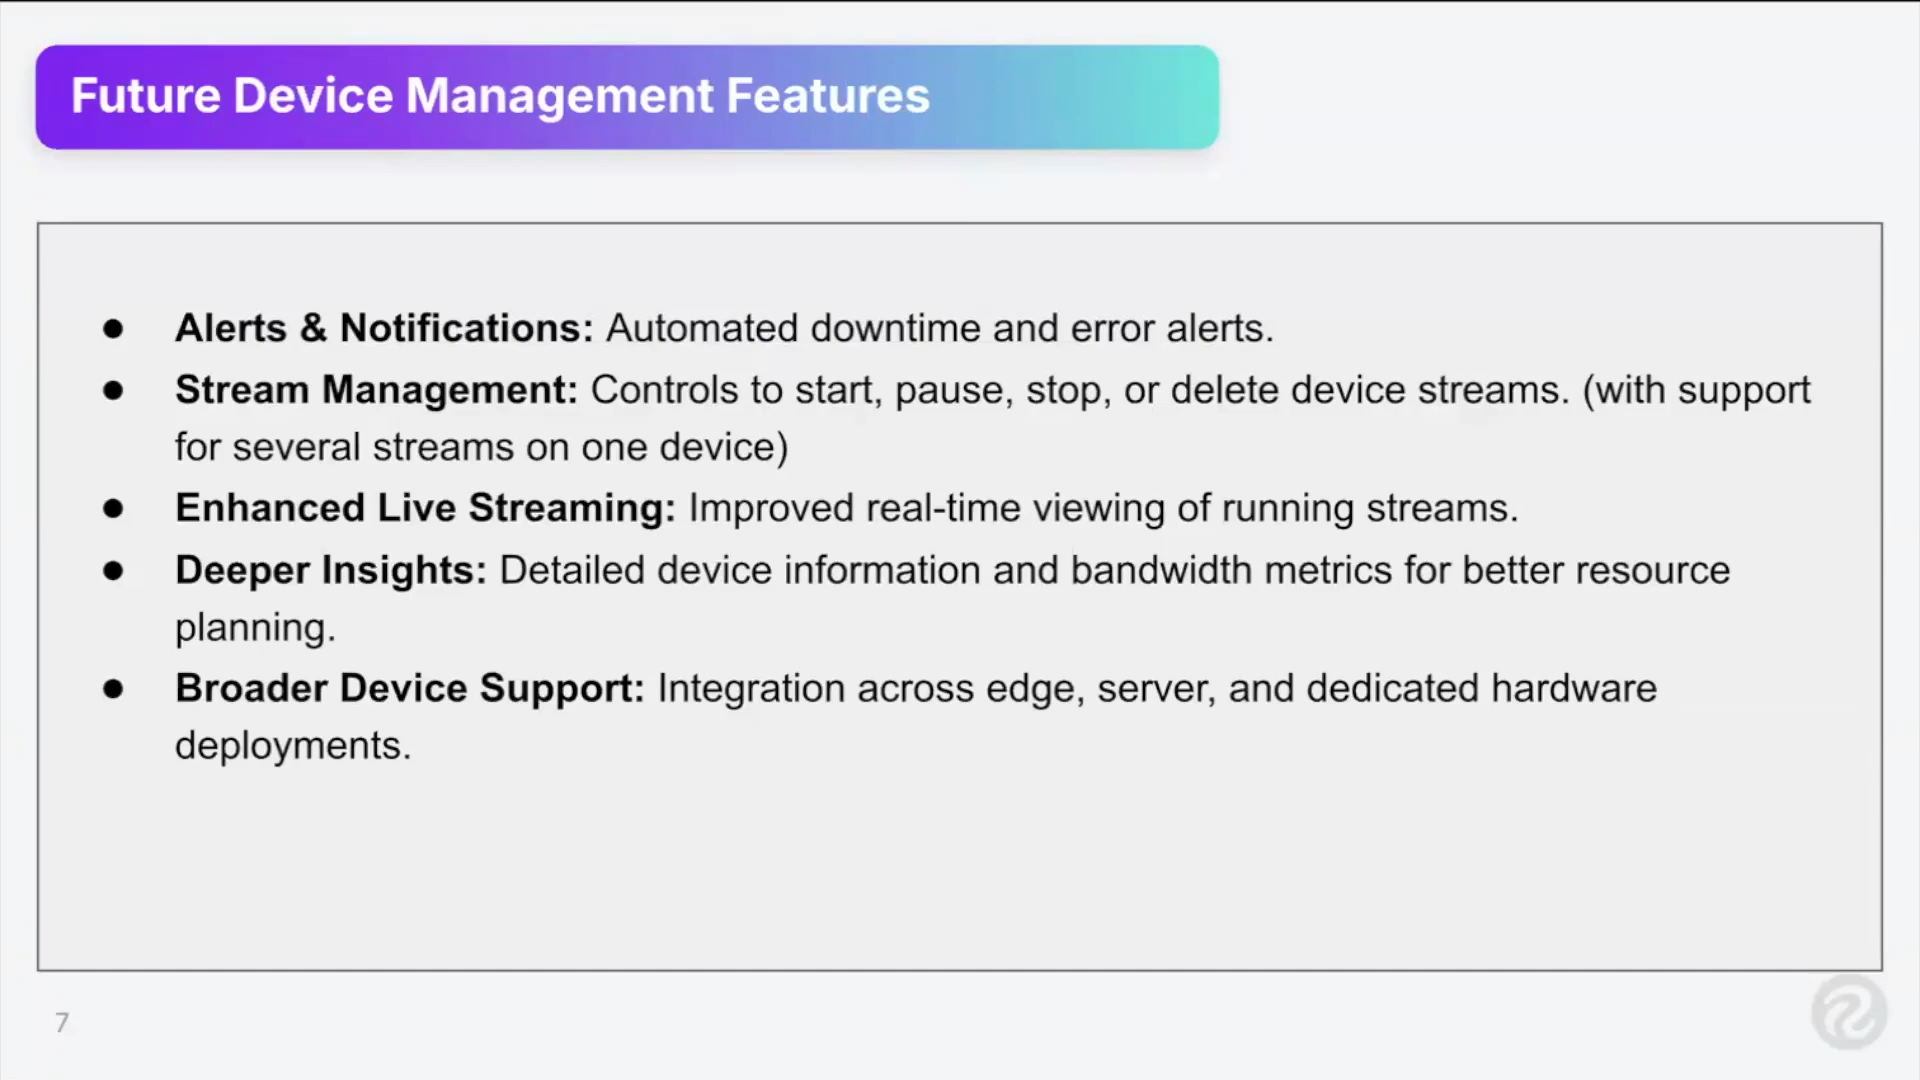 Future Device Management Features
● Alerts & Notifications: Automated downtime and error alerts.
● Stream Management: Controls to start, pause, stop, or delete device streams. (with support
for several streams on one device)
● Enhanced Live Streaming: Improved real-time viewing of running streams.
● Deeper Insights: Detailed device information and bandwidth metrics for better resource
planning.
● Broader Device Support: Integration across edge, server, and dedicated hardware
deployments.
7